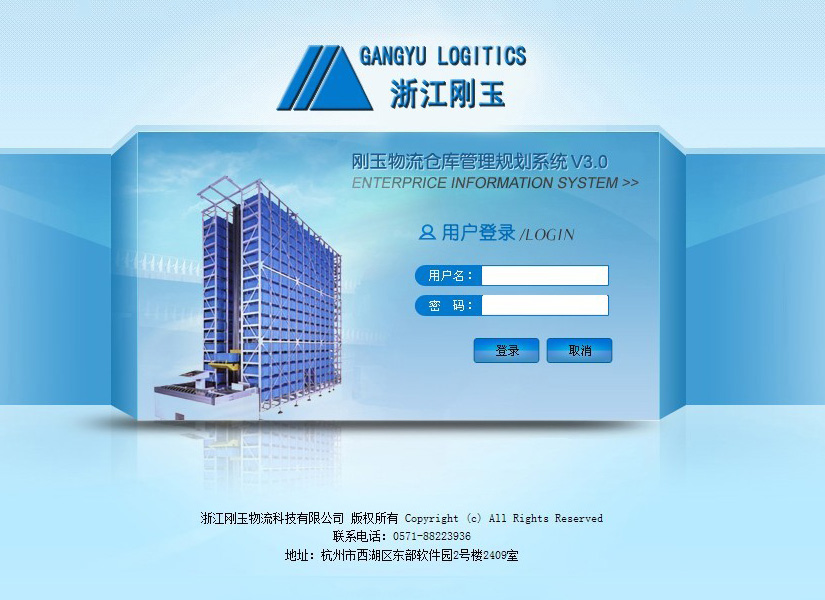 GANGYU LOGITICS
浙江刚玉
刚玉物流仓库管理规划系统 V3.0
ENTERPRICE INFORMATION SYSTEM >>
用户登录 /LOGIN
用户名：
密 码：
登录 取消
浙江刚玉物流科技有限公司 版权所有 Copyright (c) All Rights Reserved
联系电话：0571-88223936
地址：杭州市西湖区东部软件园2号楼2409室